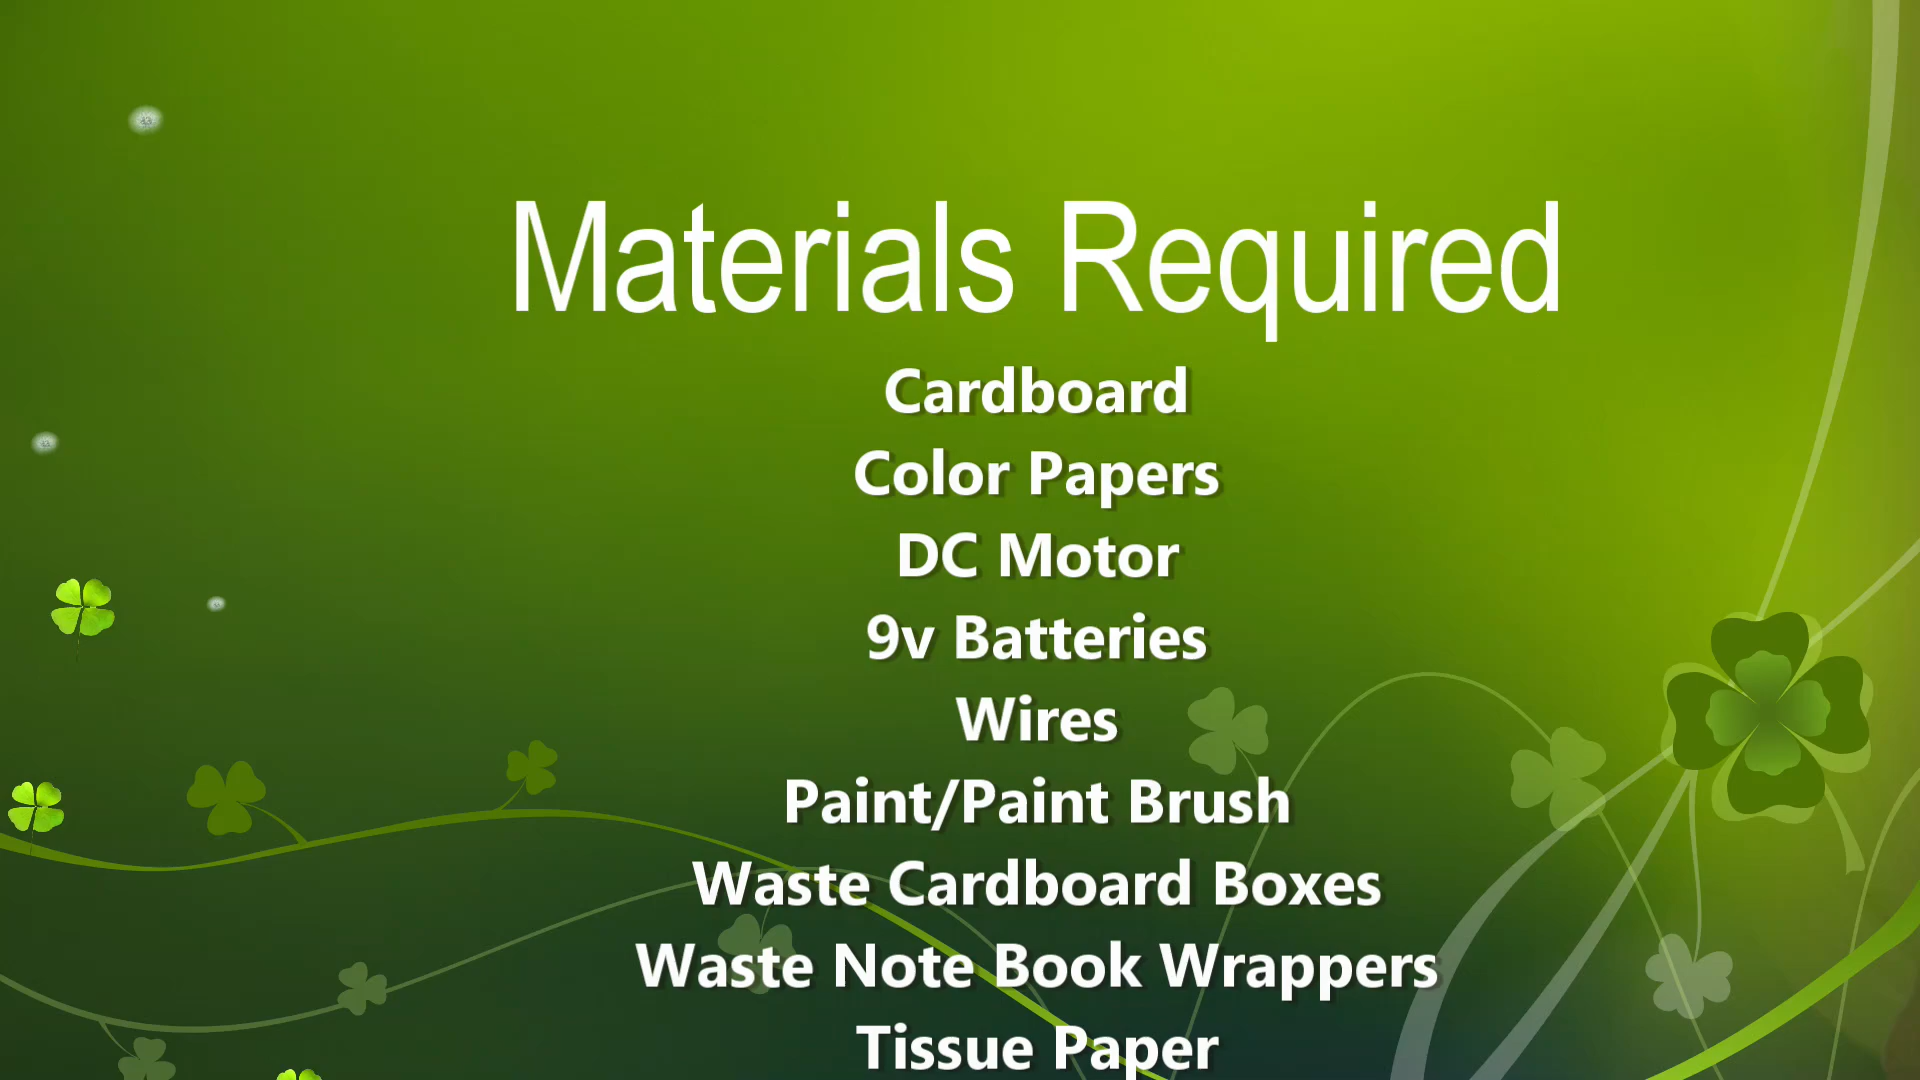 Materials Required
Cardboard
Color Papers
DC Motor
9v Batteries
Wires
Paint/Paint Brush
Waste Cardboard Boxes
Waste Note Book Wrappers
Tissue Paper